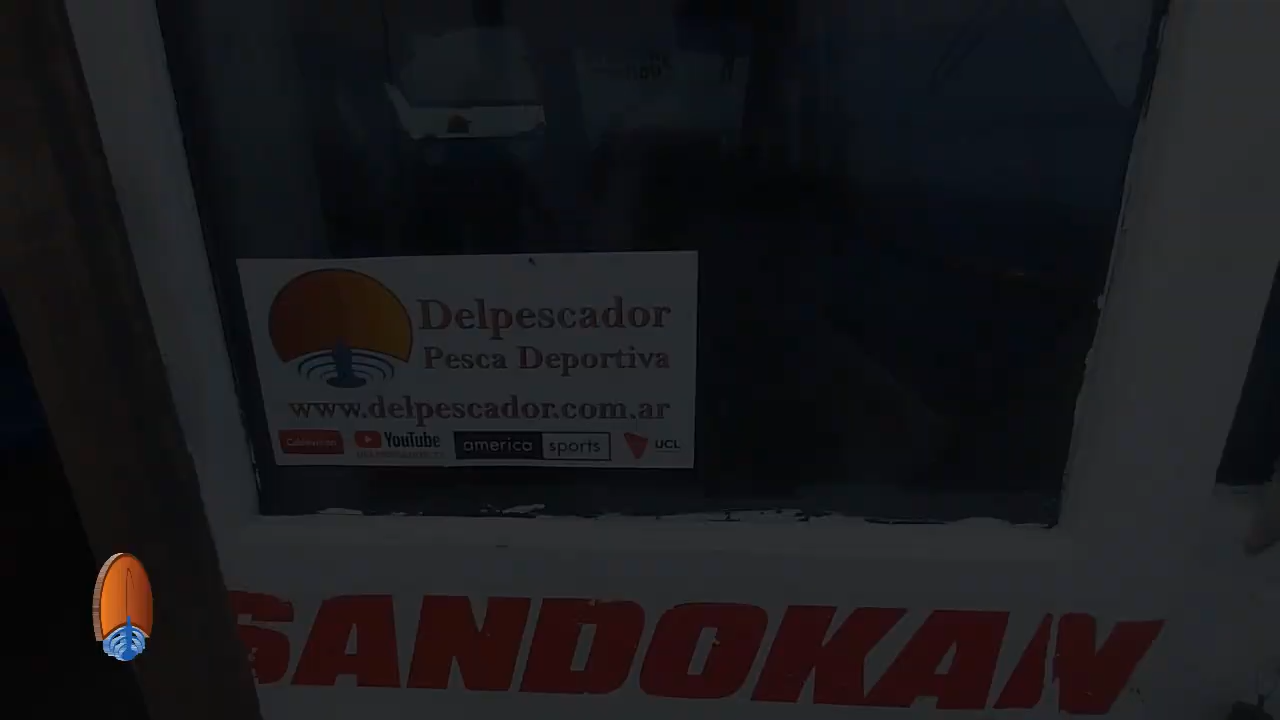 Delpescador
Pesca Deportiva
www.delpescador.com.ar
YouTube
america sports
UCL
SANDOKAN